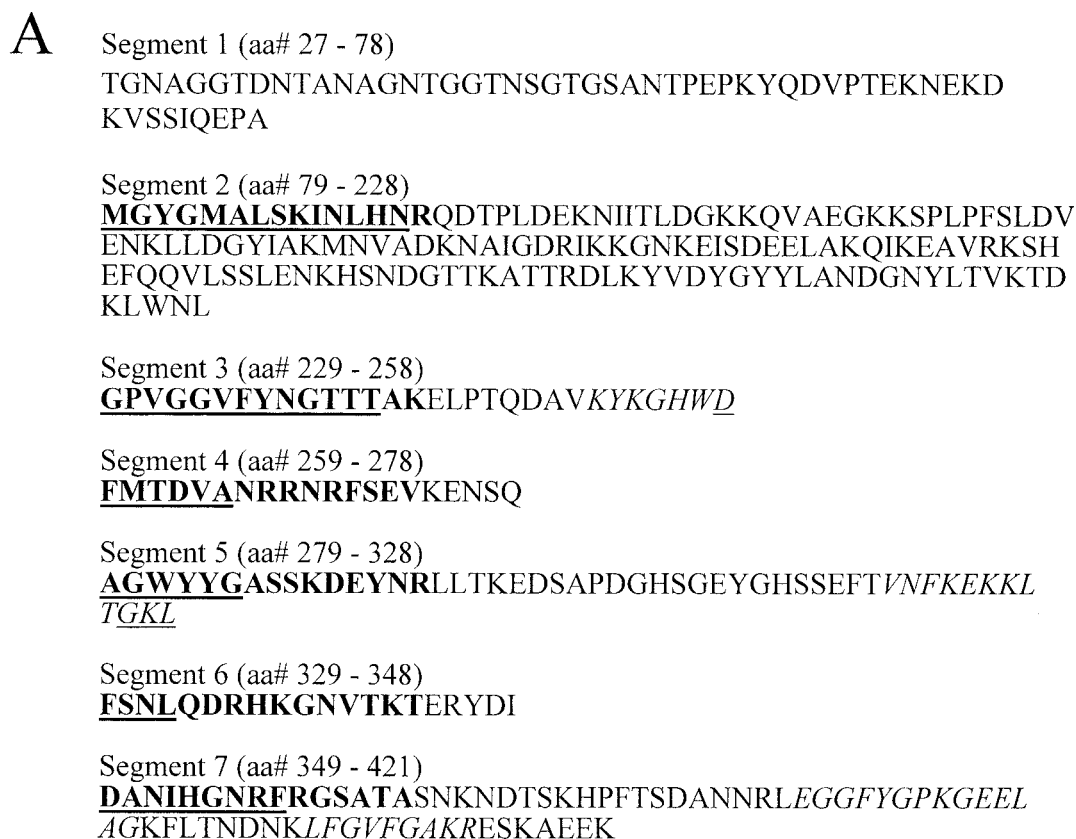 A
Segment 1 (aa# 27 - 78)
TGNAGGTDNTANAGNTGGTNSGTGSANTPEPKYQDVPTEKNEKD
KVSSIQEPA
Segment 2 (aa# 79 - 228)
MGYGMALSKINLHNRQDTPLDEKNIITLDGKKQVAEGKKSPLPFSLDV
ENKLLDGYIAKMNVADKNAIGDRIKKGNKEISDEELAKQIKEAVRKSH
EFQQVLSSLENKHSNDGTTKATTRDLKYVDYGYYLANDGNYLTVKTD
KLWNL
Segment 3 (aa# 229 - 258)
GPVGGVFYNGTTTAKELPTQDAVKYKGHWD
Segment 4 (aa# 259 - 278)
FMTDVANRRNRFSEVKENSQ
Segment 5 (aa# 279 - 328)
AGWYYGASSKDEYNRLLTKEDSAPDGHSGEYGHSSEFTVNFKEKKL
TGKL
Segment 6 (aa# 329 - 348)
FSNLQDRHKGNVTKTERYDI
Segment 7 (aa# 349 - 421)
DANIHGNRFRGSATASNKNDTSKHPFTSDANNRLEGGFYGPKGEEL
AGKFLTNDNKLFGVFGAKRESKAEEK